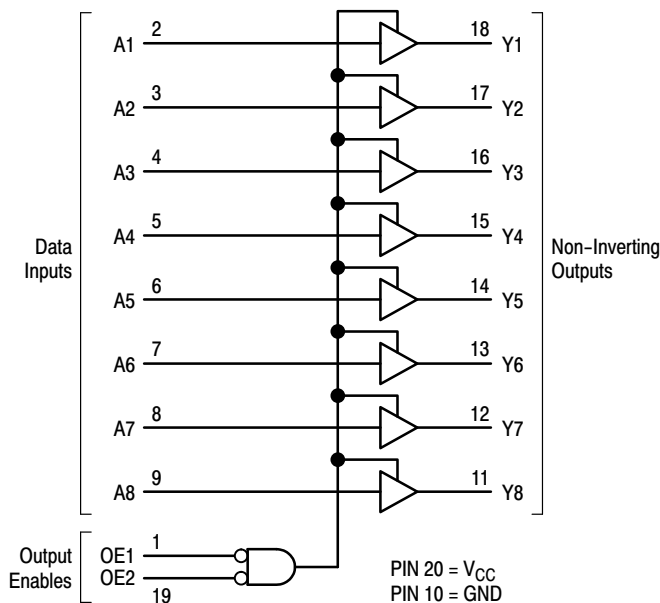 A1 2 18 Y1
A2 3 17 Y2
A3 4 16 Y3
A4 5 15 Y4
Data
Inputs
Non–Inverting
Outputs
A5 6 14 Y5
A6 7 13 Y6
A7 8 12 Y7
A8 9 11 Y8
Output
Enables
OE1 1
OE2 19
PIN 20 = VCC
PIN 10 = GND